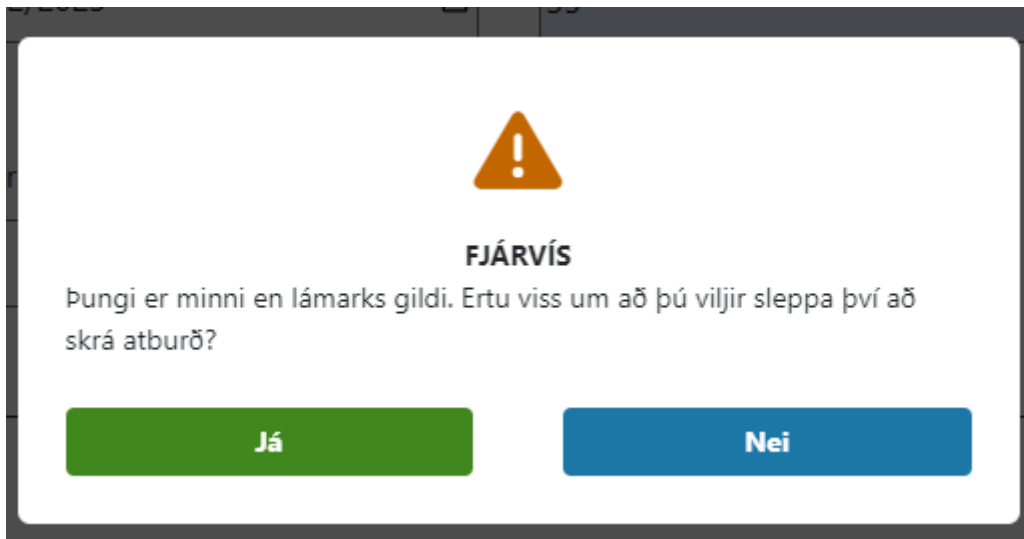 FJÁRVÍS
Þungi er minni en lámarks gildi. Ertu viss um að þú viljir sleppa því að
skrá atburð?
Já
Nei